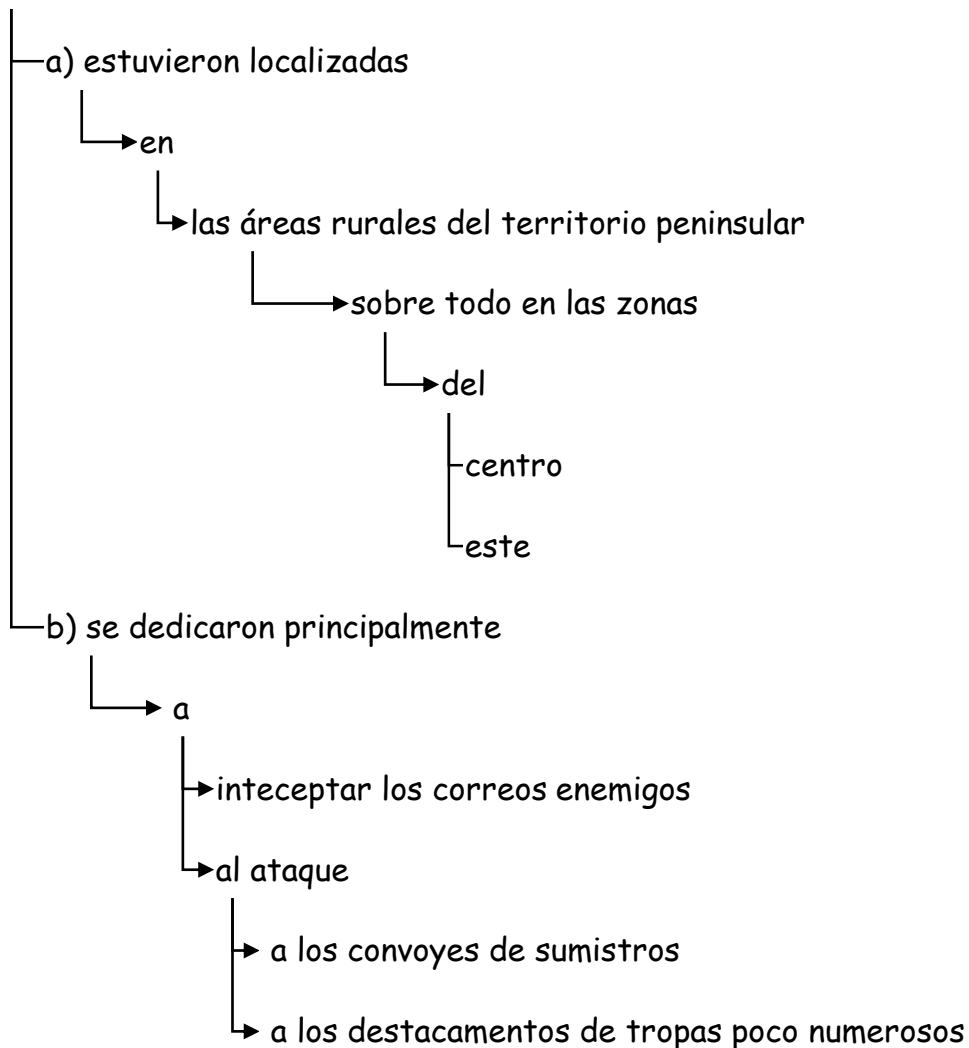 a) estuvieron localizadas
en
las áreas rurales del territorio peninsular
sobre todo en las zonas
del
centro
este
b) se dedicaron principalmente
a
inteceptar los correos enemigos
al ataque
a los convoyes de sumistros
a los destacamentos de tropas poco numerosos